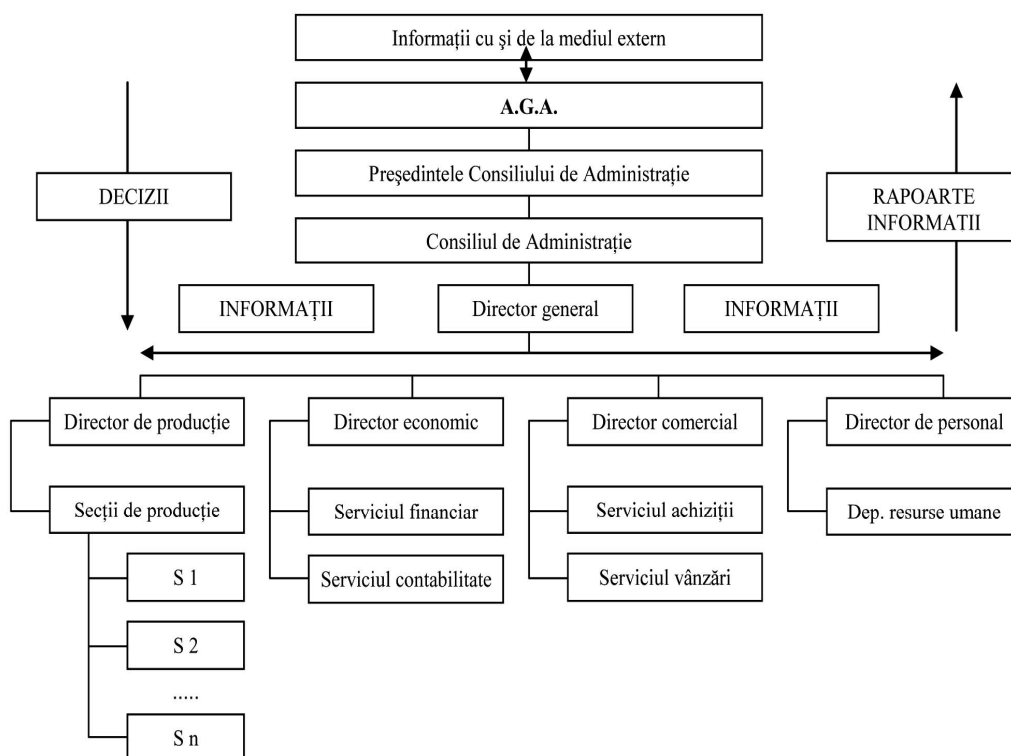 Informații cu şi de la mediul extern
A.G.A.
Preşedintele Consiliului de Administrație
DECIZII
RAPOARTE
INFORMATII
Consiliul de Administrație
INFORMAȚII
Director general
INFORMAȚII
Director de producție
Director economic
Director comercial
Director de personal
Secții de producție
Serviciul financiar
Serviciul achiziții
Dep. resurse umane
S 1
Serviciul contabilitate
Serviciul vânzări
S 2
.....
S n